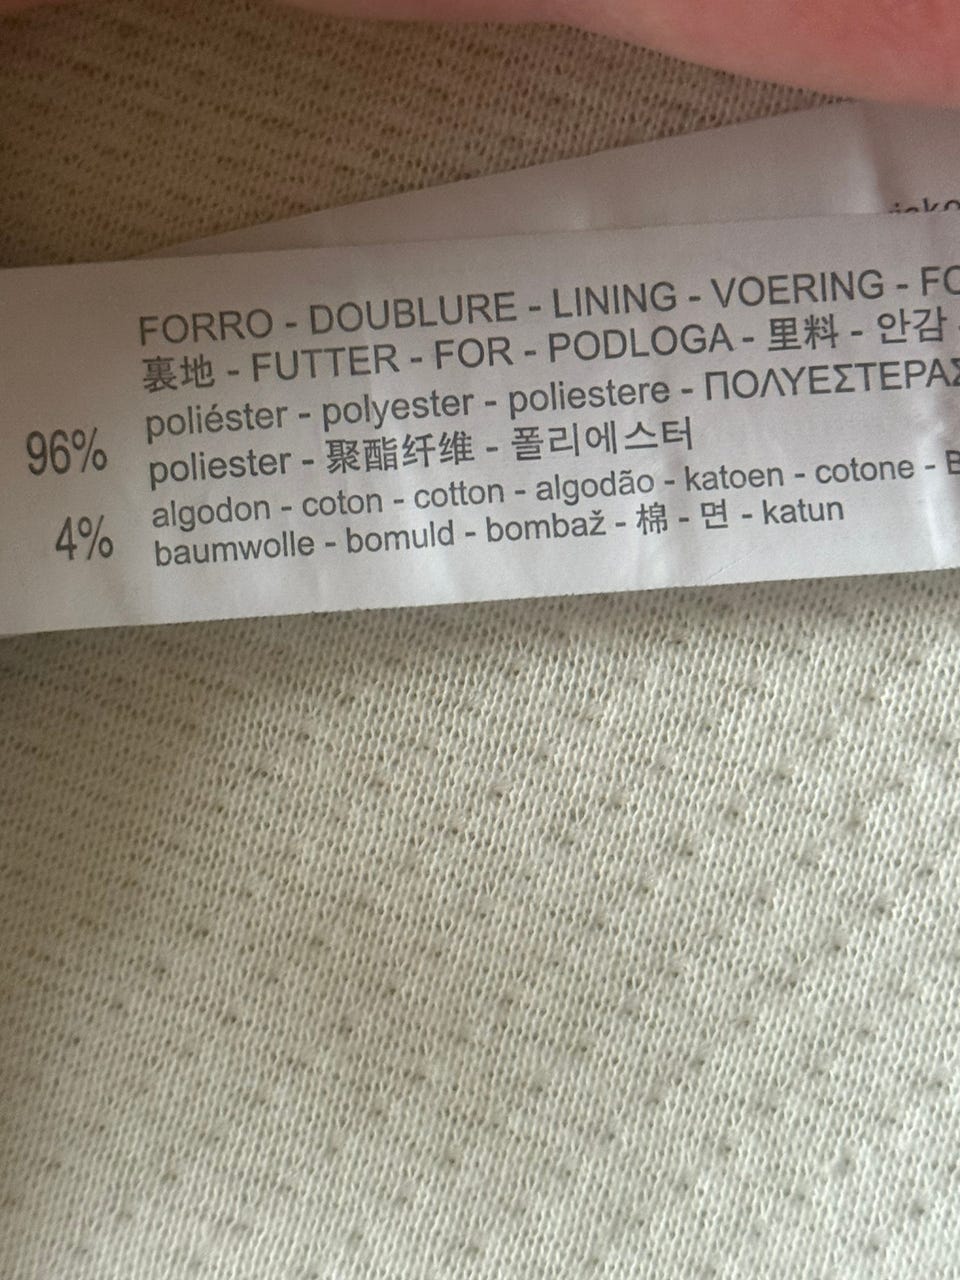 FORRO - DOUBLURE - LINING - VOERING - FO
裏地 - FUTTER - FOR - PODLOGA - 里料 - 안감 -
96% poliéster - polyester - poliestere - ΠΟΛΥΕΣΤΕΡΑΣ
poliester - 聚酯纤维 - 폴리에스터
4% algodon - coton - cotton - algodão - katoen - cotone - B
baumwolle - bomuld - bombaž - 棉 - 면 - katun